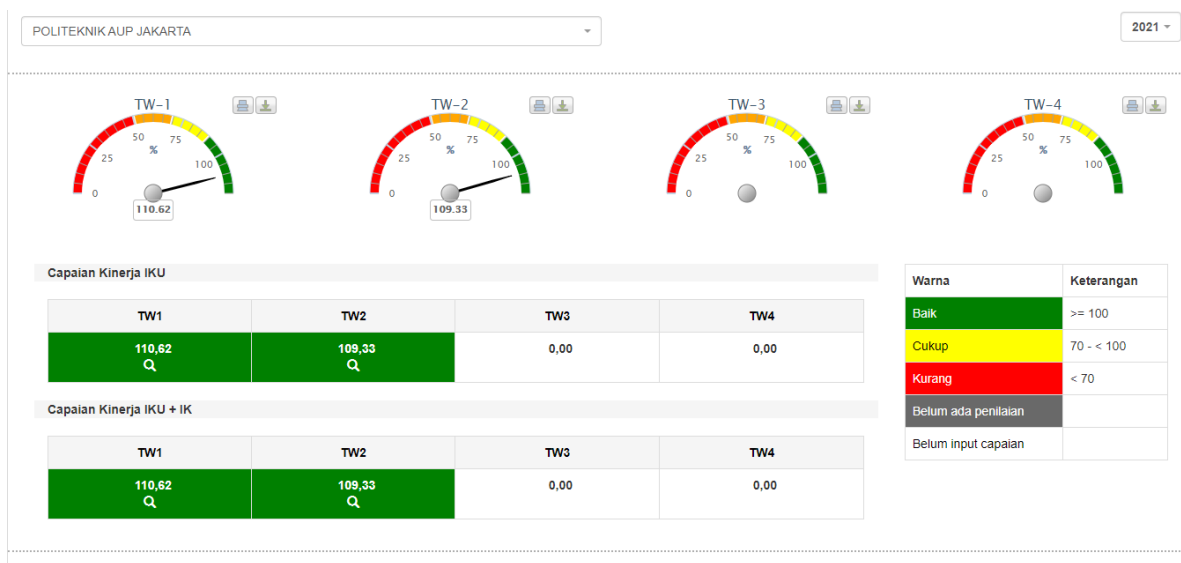 POLITEKNIK AUP JAKARTA
2021
TW-1
0 25 50 75 100
%
110.62
TW-2
0 25 50 75 100
%
109.33
TW-3
0 25 50 75 100
%
TW-4
0 25 50 75 100
%
Capaian Kinerja IKU
TW1 TW2 TW3 TW4
110,62 109,33 0,00 0,00
Capaian Kinerja IKU + IK
TW1 TW2 TW3 TW4
110,62 109,33 0,00 0,00
Warna Keterangan
Baik >= 100
Cukup 70 - < 100
Kurang < 70
Belum ada penilaian
Belum input capaian